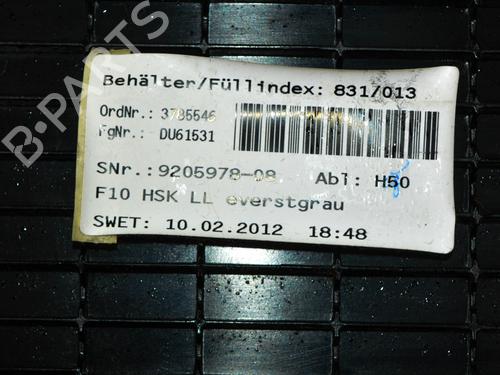 Behälter/Füllindex: 831/013
OrdNr.: 3785546
FgNr.: DU61531
SNr.:9205978-08 Abl: H50
F10 HSK LL everstgrau
SWET: 10.02.2012 18:48
B-PARTS